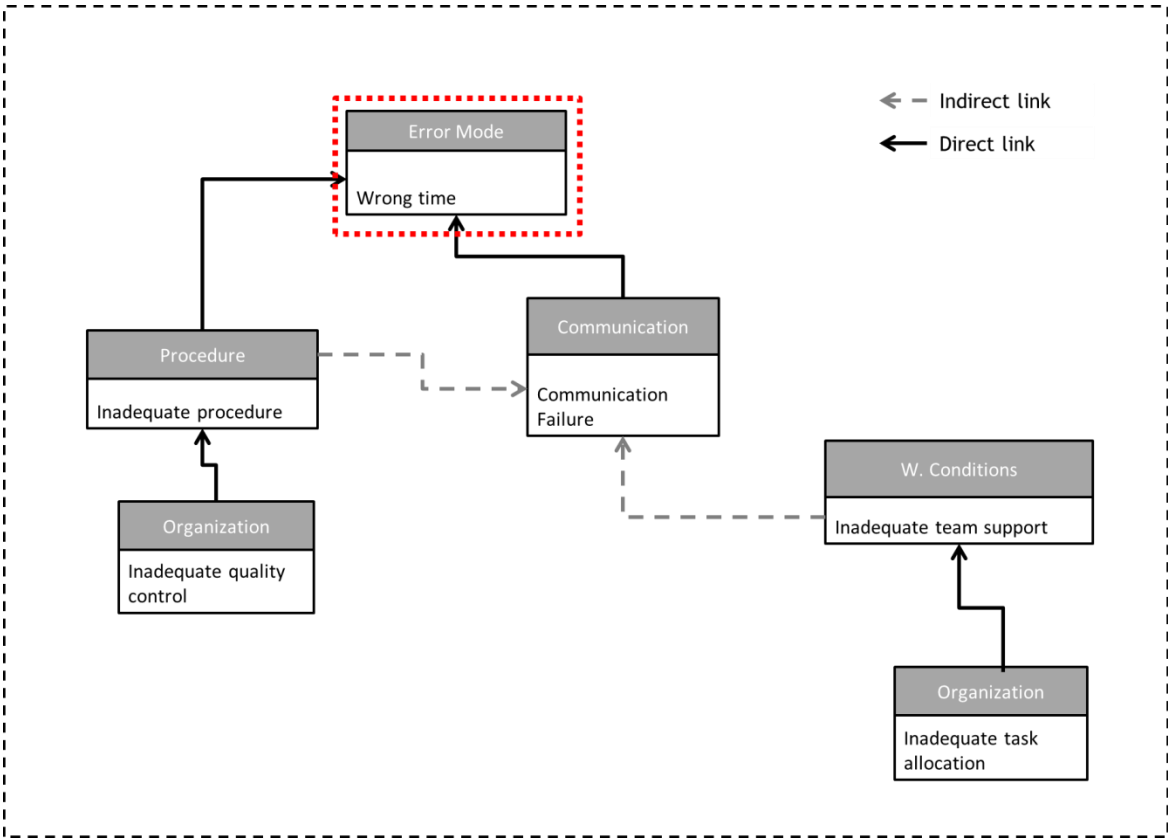 Indirect link
Direct link
Error Mode
Wrong time
Communication
Communication
Failure
Procedure
Inadequate procedure
W. Conditions
Inadequate team support
Organization
Inadequate quality
control
Organization
Inadequate task
allocation